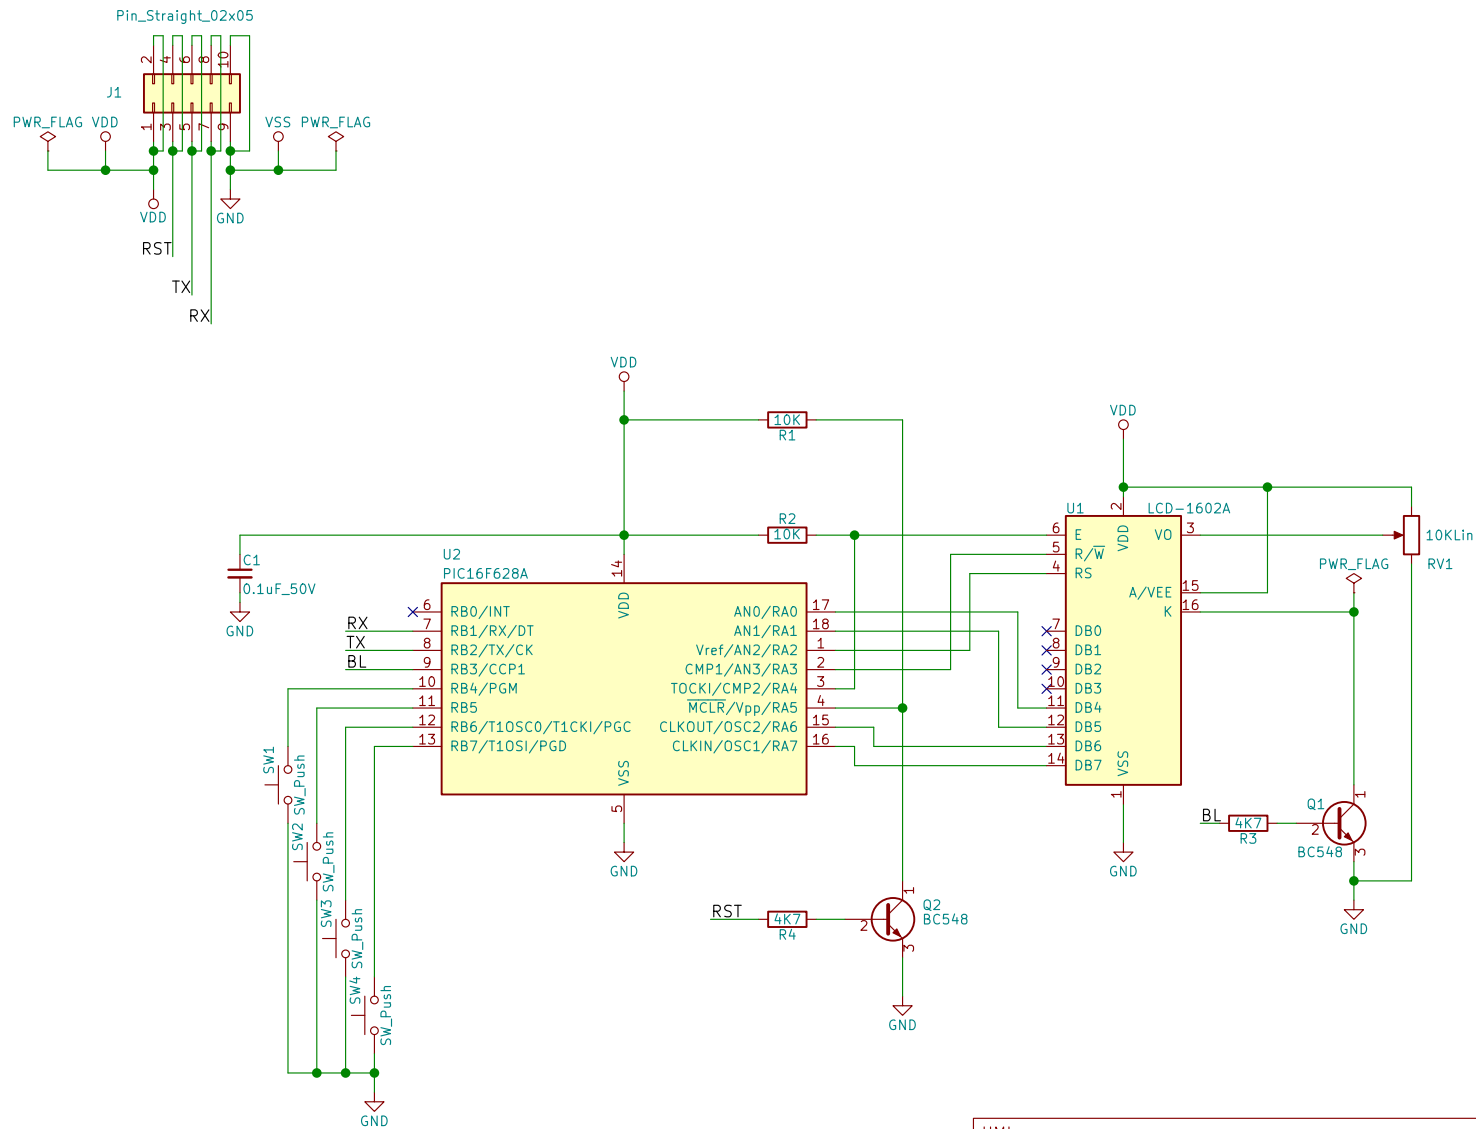 Pin_Straight_02x05
2 4 6 8 10
J1
1 3 5 7 9
PWR_FLAG VDD
VSS PWR_FLAG
VDD
GND
RST
TX
RX
VDD
10K
R1
VDD
R2
10K
C1
0.1uF_50V
GND
U2
PIC16F628A
14
VDD
6 RB0/INT
RX 7 RB1/RX/DT
TX 8 RB2/TX/CK
BL 9 RB3/CCP1
10 RB4/PGM
11 RB5
12 RB6/T1OSC0/T1CKI/PGC
13 RB7/T1OSI/PGD
AN0/RA0 17
AN1/RA1 18
Vref/AN2/RA2 1
CMP1/AN3/RA3 2
TOCKI/CMP2/RA4 3
MCLR/Vpp/RA5 4
CLKOUT/OSC2/RA6 15
CLKIN/OSC1/RA7 16
VSS
5
GND
U1
LCD-1602A
2
VDD
6 E
5 R/W
4 RS
7 DB0
8 DB1
9 DB2
10 DB3
11 DB4
12 DB5
13 DB6
14 DB7
VO 3
A/VEE 15
K 16
VSS
1
GND
10KLin
RV1
PWR_FLAG
BL
4K7
R3
Q1
1
2
3
BC548
GND
SW1
SW_Push
SW2
SW_Push
SW3
SW_Push
SW4
SW_Push
GND
RST
4K7
R4
Q2
BC548
1
2
3
GND